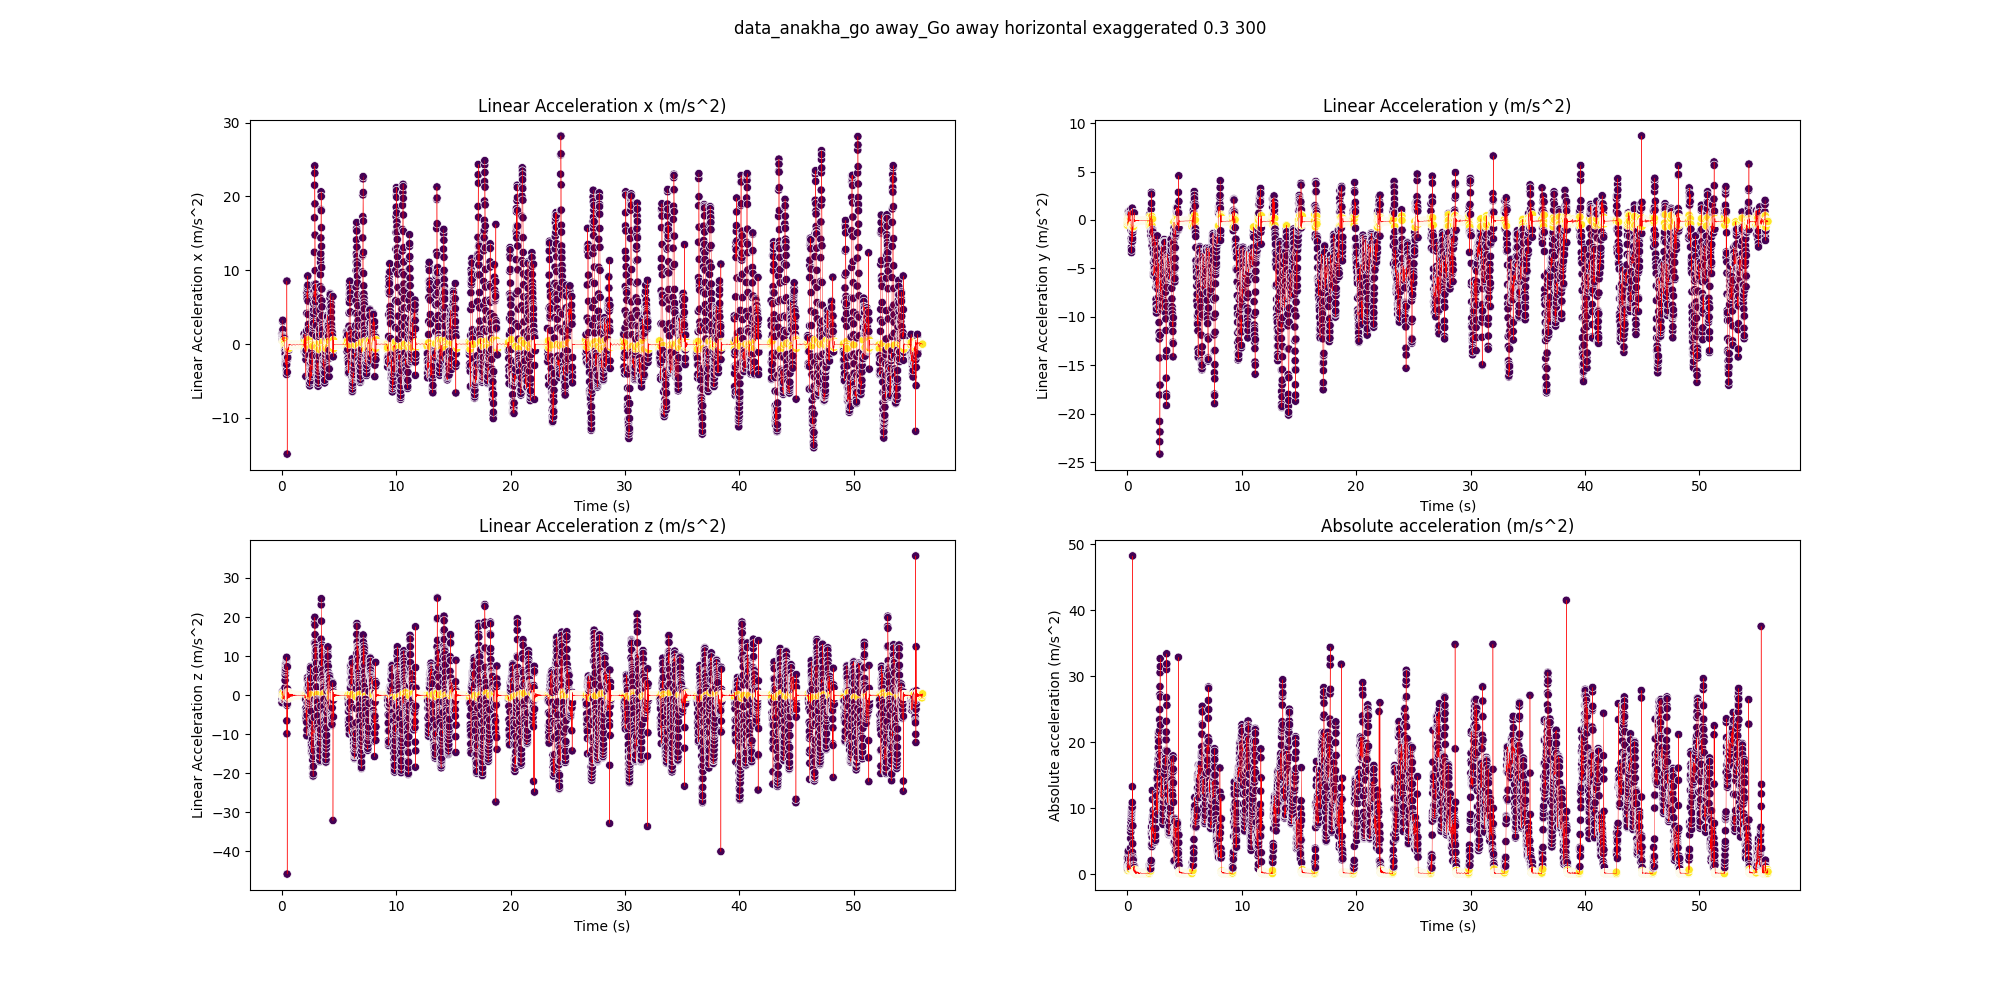 data_anakha_go away_Go away horizontal exaggerated 0.3 300
Linear Acceleration x (m/s^2)
Linear Acceleration x (m/s^2)
30
20
10
0
−10
0 10 20 30 40 50
Time (s)
Linear Acceleration y (m/s^2)
Linear Acceleration y (m/s^2)
10
5
0
−5
−10
−15
−20
−25
0 10 20 30 40 50
Time (s)
Linear Acceleration z (m/s^2)
Linear Acceleration z (m/s^2)
30
20
10
0
−10
−20
−30
−40
0 10 20 30 40 50
Time (s)
Absolute acceleration (m/s^2)
Absolute acceleration (m/s^2)
50
40
30
20
10
0
0 10 20 30 40 50
Time (s)